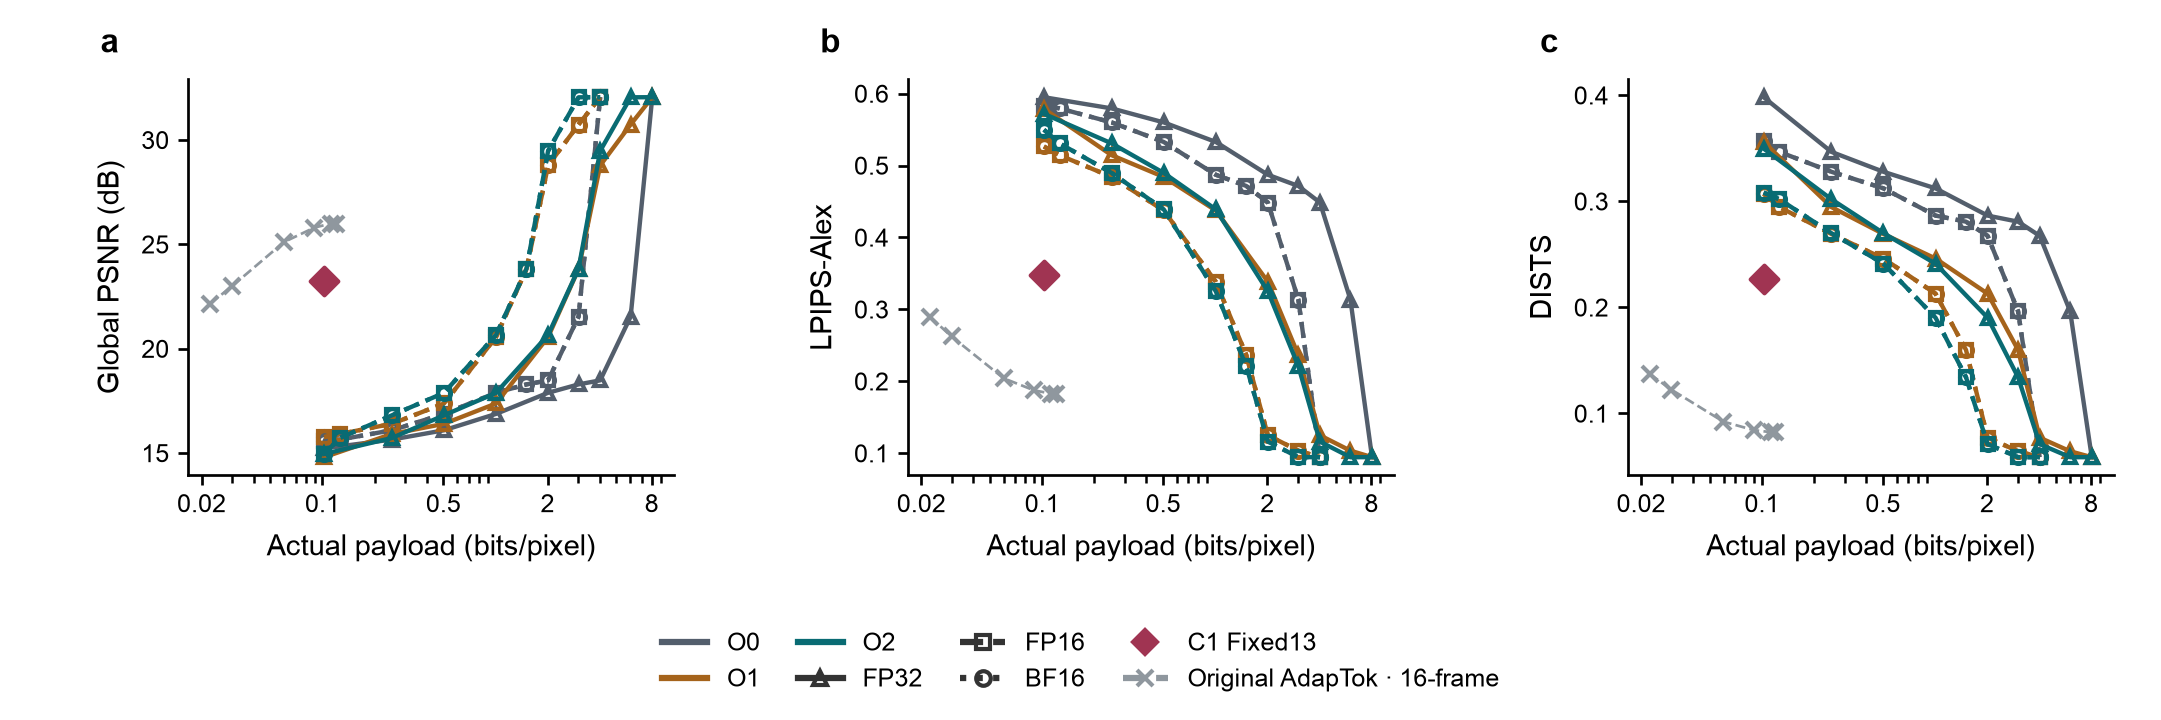 a
b
c
Global PSNR (dB)
30
25
20
15
0.02
0.1
0.5
2
8
Actual payload (bits/pixel)
LPIPS-Alex
0.6
0.5
0.4
0.3
0.2
0.1
0.02
0.1
0.5
2
8
Actual payload (bits/pixel)
DISTS
0.4
0.3
0.2
0.1
0.02
0.1
0.5
2
8
Actual payload (bits/pixel)
O0
O2
FP16
C1 Fixed13
O1
FP32
BF16
Original AdapTok · 16-frame